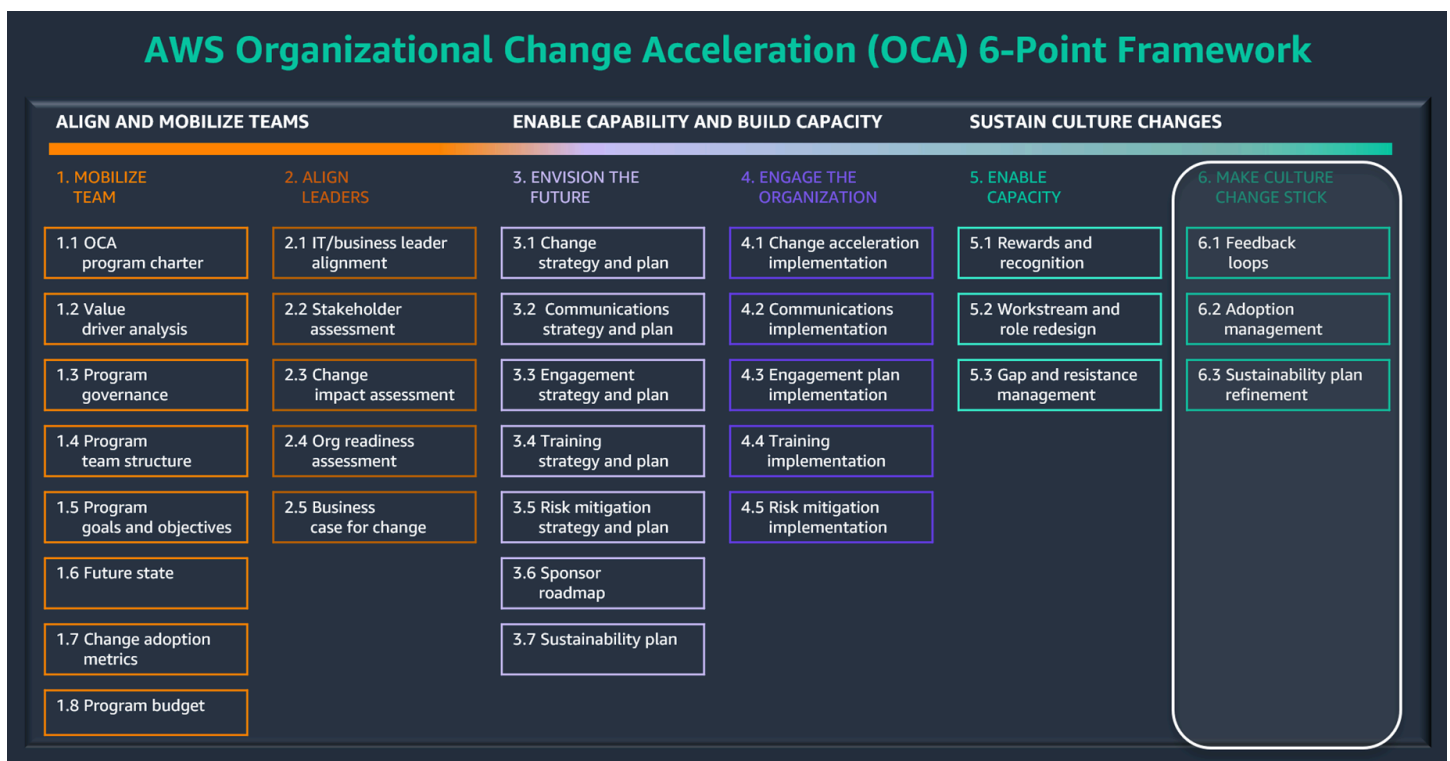 AWS Organizational Change Acceleration (OCA) 6-Point Framework
ALIGN AND MOBILIZE TEAMS
ENABLE CAPABILITY AND BUILD CAPACITY
SUSTAIN CULTURE CHANGES
1. MOBILIZE
TEAM
1.1 OCA
program charter
1.2 Value
driver analysis
1.3 Program
governance
1.4 Program
team structure
1.5 Program
goals and objectives
1.6 Future state
1.7 Change adoption
metrics
1.8 Program budget
2. ALIGN
LEADERS
2.1 IT/business leader
alignment
2.2 Stakeholder
assessment
2.3 Change
impact assessment
2.4 Org readiness
assessment
2.5 Business
case for change
3. ENVISION THE
FUTURE
3.1 Change
strategy and plan
3.2 Communications
strategy and plan
3.3 Engagement
strategy and plan
3.4 Training
strategy and plan
3.5 Risk mitigation
strategy and plan
3.6 Sponsor
roadmap
3.7 Sustainability plan
4. ENGAGE THE
ORGANIZATION
4.1 Change acceleration
implementation
4.2 Communications
implementation
4.3 Engagement plan
implementation
4.4 Training
implementation
4.5 Risk mitigation
implementation
5. ENABLE
CAPACITY
5.1 Rewards and
recognition
5.2 Workstream and
role redesign
5.3 Gap and resistance
management
6. MAKE CULTURE
CHANGE STICK
6.1 Feedback
loops
6.2 Adoption
management
6.3 Sustainability plan
refinement